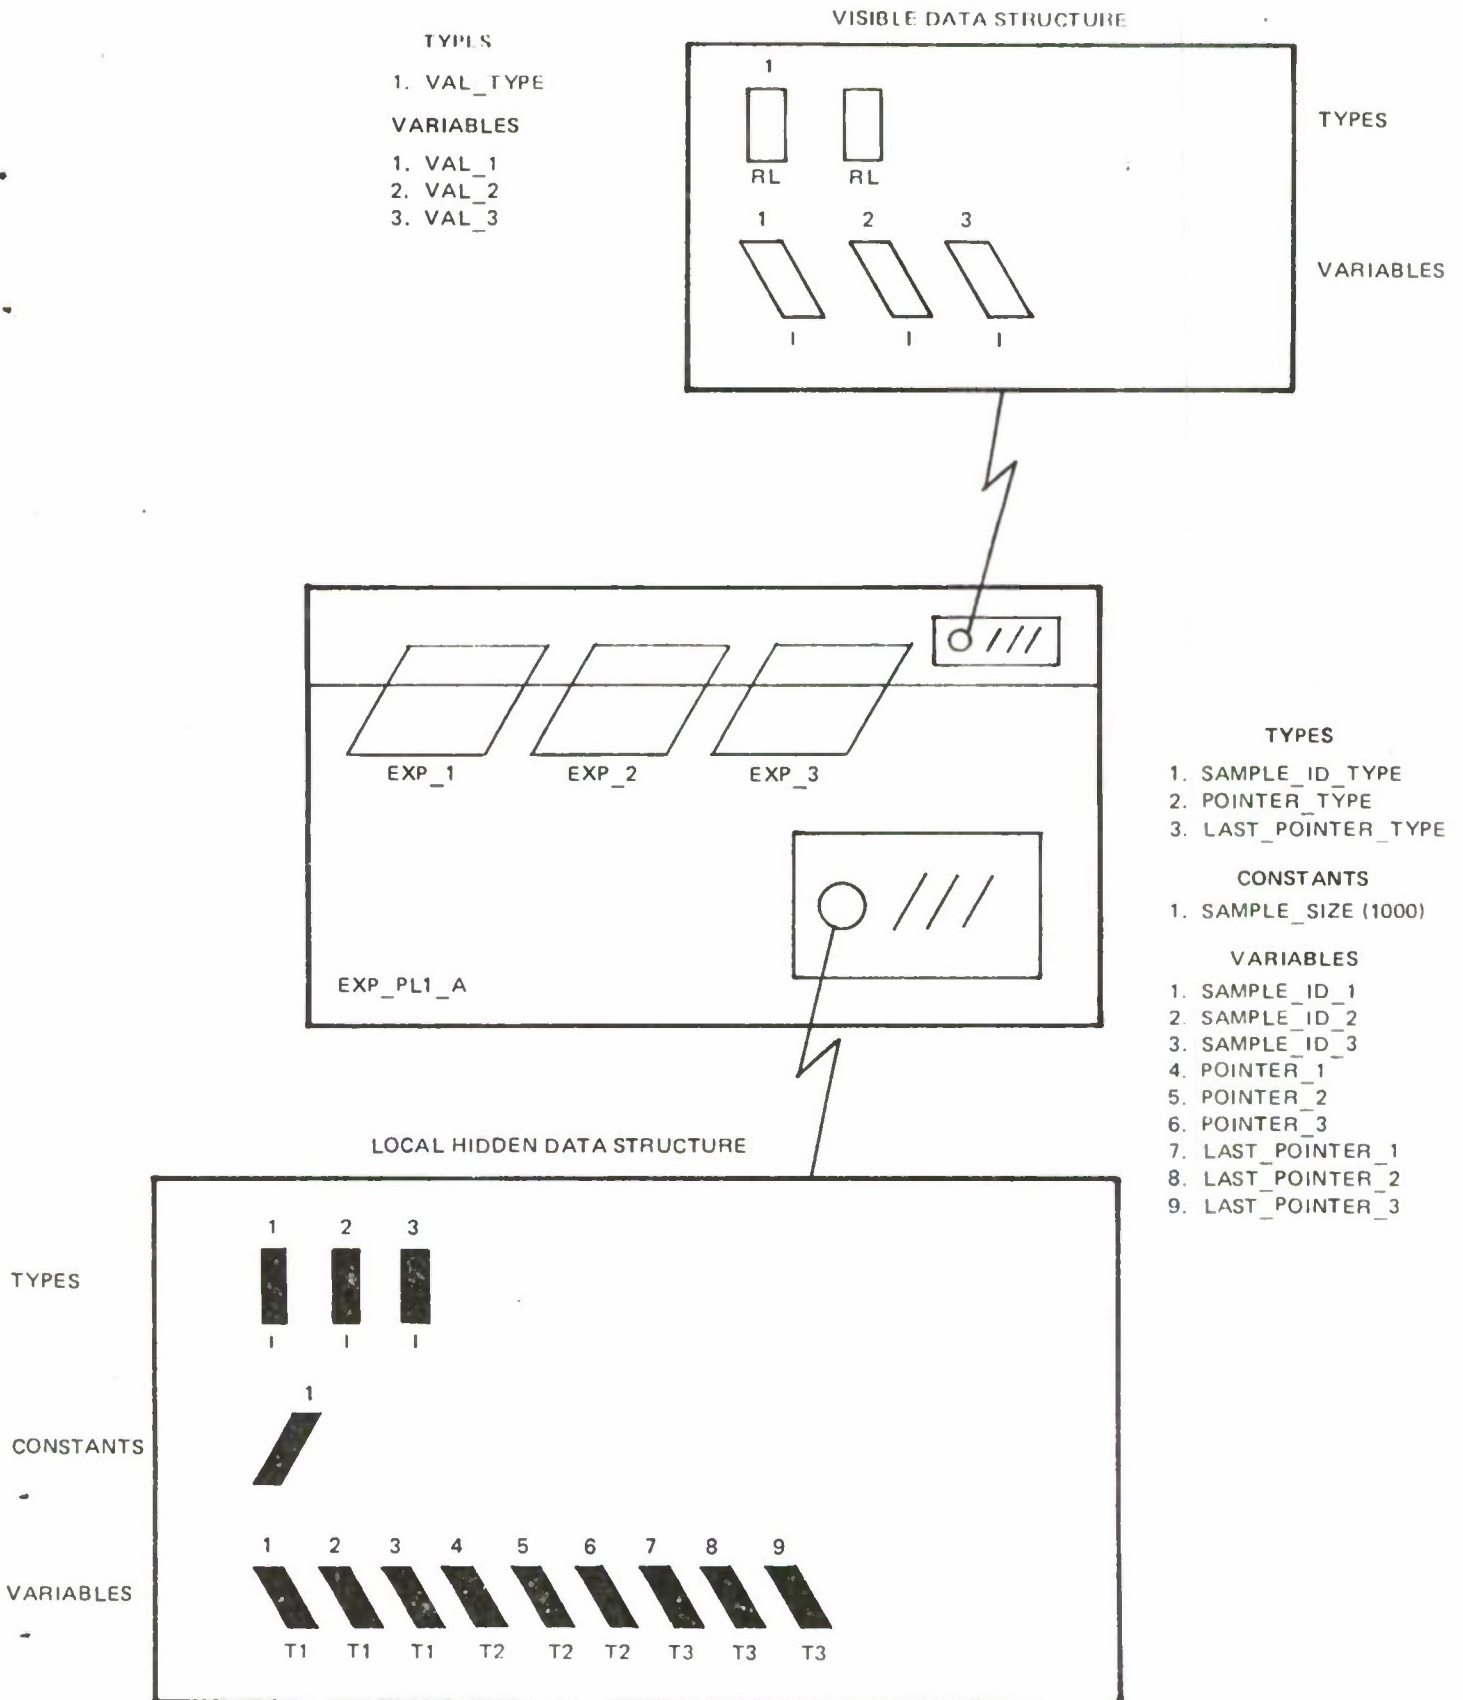 VISIBLE DATA STRUCTURE
TYPES
1. VAL_TYPE
VARIABLES
1. VAL_1
2. VAL_2
3. VAL_3
1
RL RL
TYPES
1 2 3
I I I
VARIABLES
EXP_1 EXP_2 EXP_3
EXP_PL1_A
TYPES
1. SAMPLE_ID_TYPE
2. POINTER_TYPE
3. LAST_POINTER_TYPE
CONSTANTS
1. SAMPLE_SIZE (1000)
VARIABLES
1. SAMPLE_ID_1
2. SAMPLE_ID_2
3. SAMPLE_ID_3
4. POINTER_1
5. POINTER_2
6. POINTER_3
7. LAST_POINTER_1
8. LAST_POINTER_2
9. LAST_POINTER_3
LOCAL HIDDEN DATA STRUCTURE
1 2 3
TYPES
I I I
1
CONSTANTS
1 2 3 4 5 6 7 8 9
VARIABLES
T1 T1 T1 T2 T2 T2 T3 T3 T3